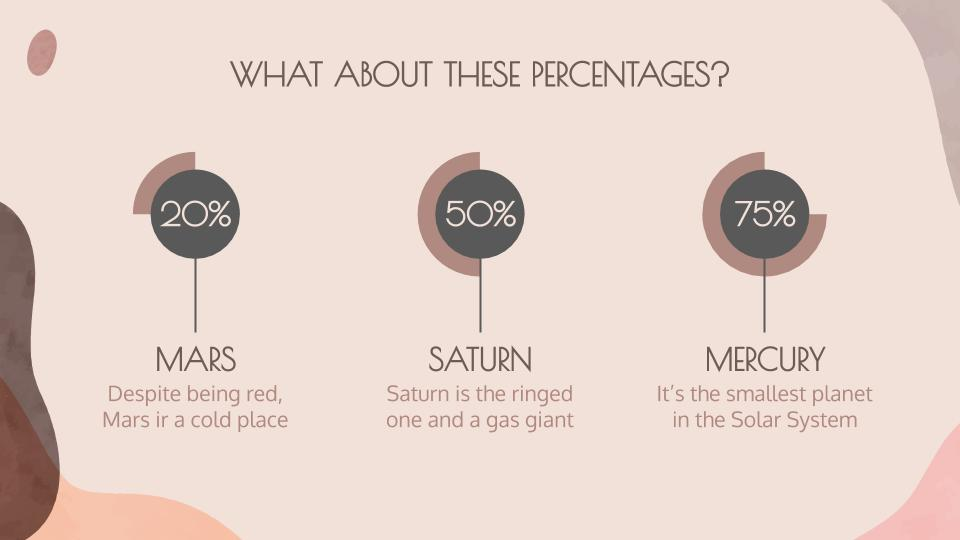 WHAT ABOUT THESE PERCENTAGES?
20%
50%
75%
MARS
Despite being red,
Mars ir a cold place
SATURN
Saturn is the ringed
one and a gas giant
MERCURY
It’s the smallest planet
in the Solar System